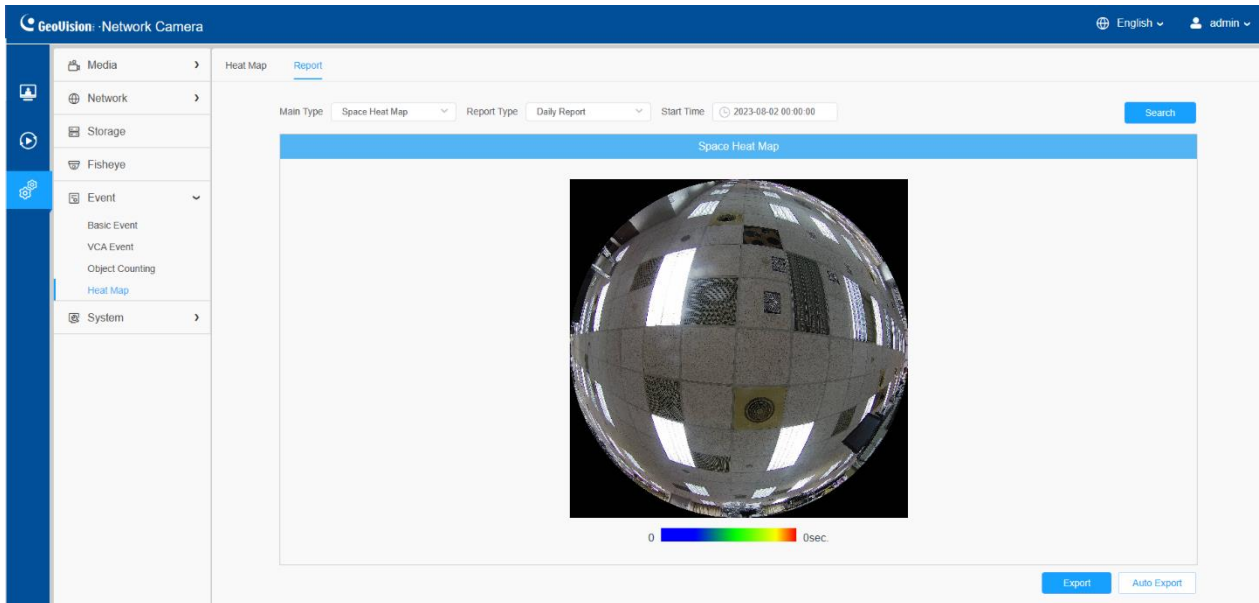 GeoVision Network Camera
English
admin
Media
Network
Storage
Fisheye
Event
Basic Event
VCA Event
Object Counting
Heat Map
System
Heat Map Report
Main Type Space Heat Map Report Type Daily Report Start Time 2023-08-02 00:00:00 Search
Space Heat Map
0 0sec.
Export Auto Export